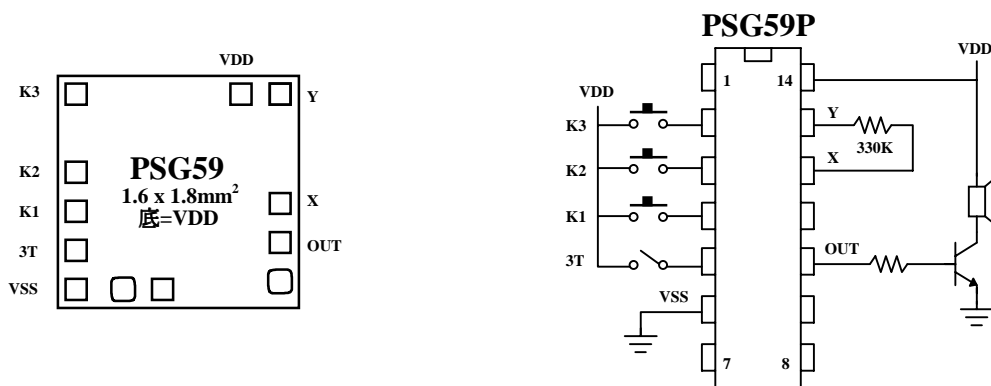 VDD
K3
Y
K2
PSG59
1.6 x 1.8mm²
底=VDD
K1
X
3T
OUT
VSS
PSG59P
VDD
VDD
1
14
K3
Y
330K
K2
X
K1
3T
OUT
VSS
7
8